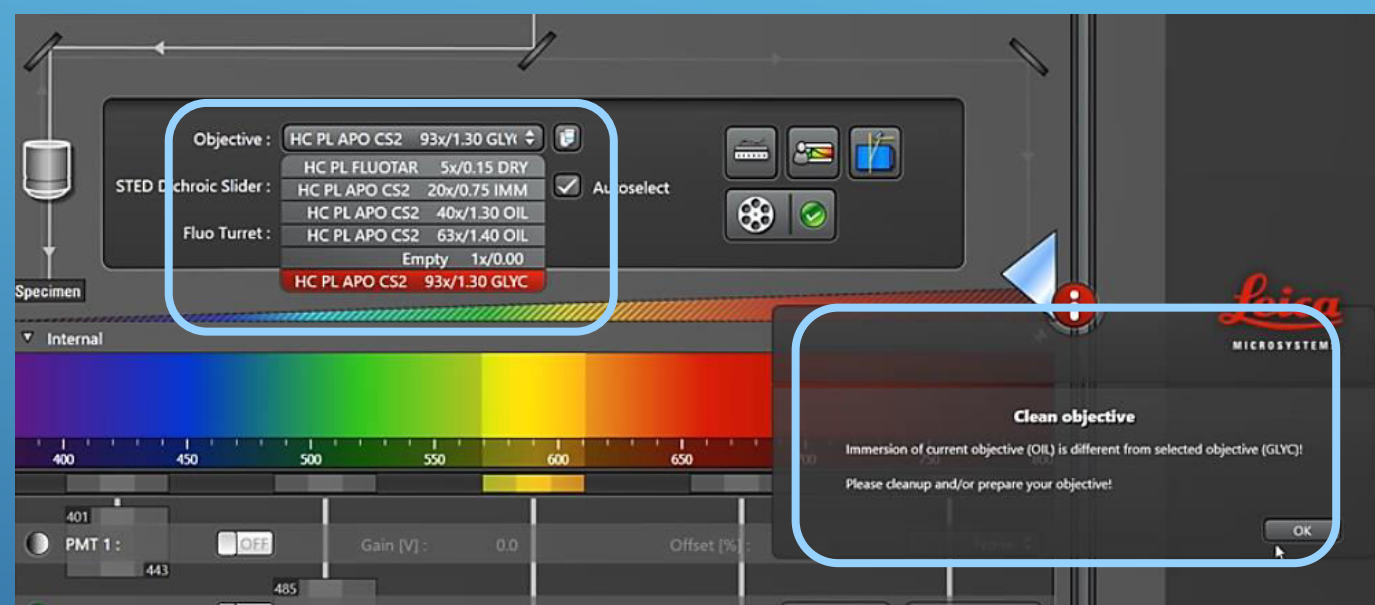 Objective : HC PL APO CS2 93x/1.30 GLY(
HC PL FLUOTAR 5x/0.15 DRY
STED Dichroic Slider : HC PL APO CS2 20x/0.75 IMM Autoselect
HC PL APO CS2 40x/1.30 OIL
Fluo Turret : HC PL APO CS2 63x/1.40 OIL
Empty 1x/0.00
HC PL APO CS2 93x/1.30 GLYC
Specimen
Leica
MICROSYSTEMS
Internal
Clean objective
Immersion of current objective (OIL) is different from selected objective (GLYC)!
Please cleanup and/or prepare your objective!
OK
400 450 500 550 600 650 700 750 800
401
PMT 1 : OFF Gain [V] : 0.0 Offset [%] : None
443
485